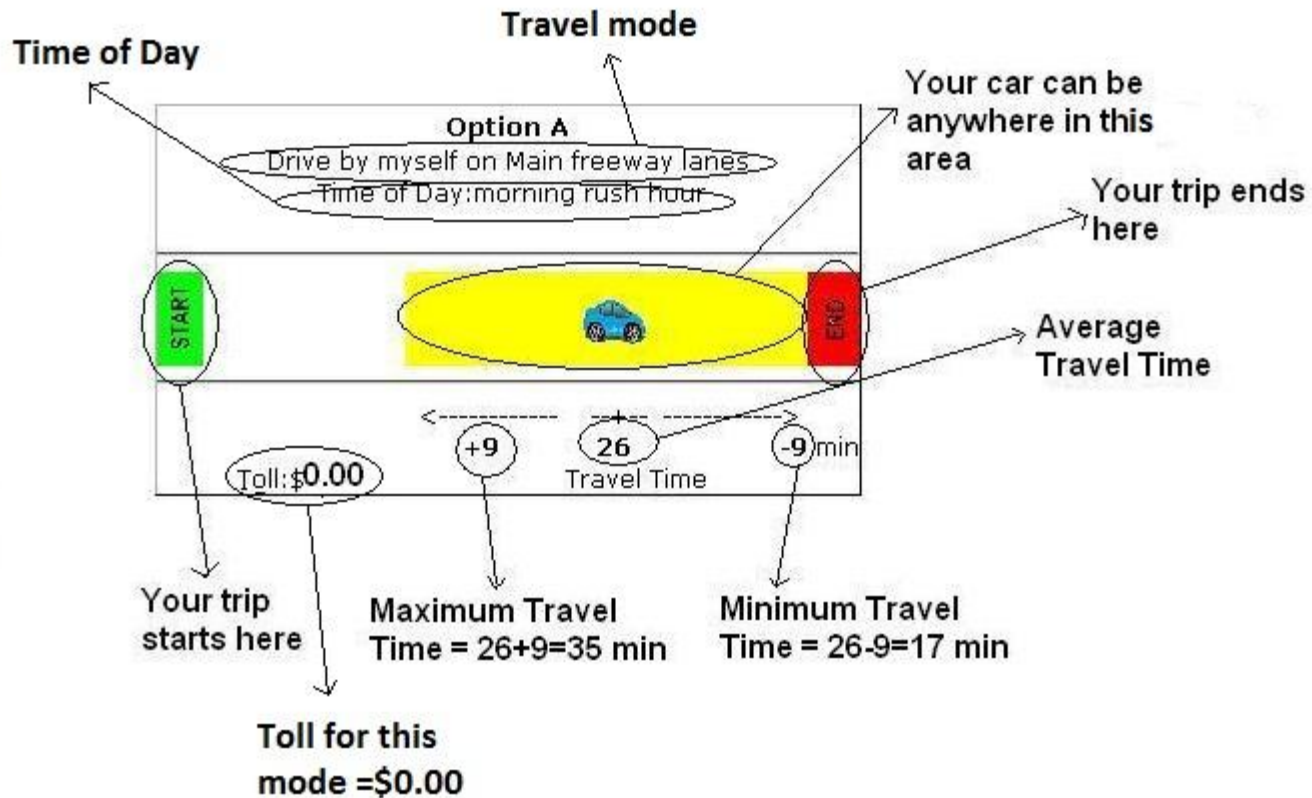 Travel mode
Time of Day
Your car can be
anywhere in this
area
Option A
Drive by myself on Main freeway lanes
Time of Day:morning rush hour
Your trip ends
here
START
END
Average
Travel Time
+9
26
-9 min
Toll:$0.00
Travel Time
Your trip
starts here
Maximum Travel
Time = 26+9=35 min
Minimum Travel
Time = 26-9=17 min
Toll for this
mode =$0.00